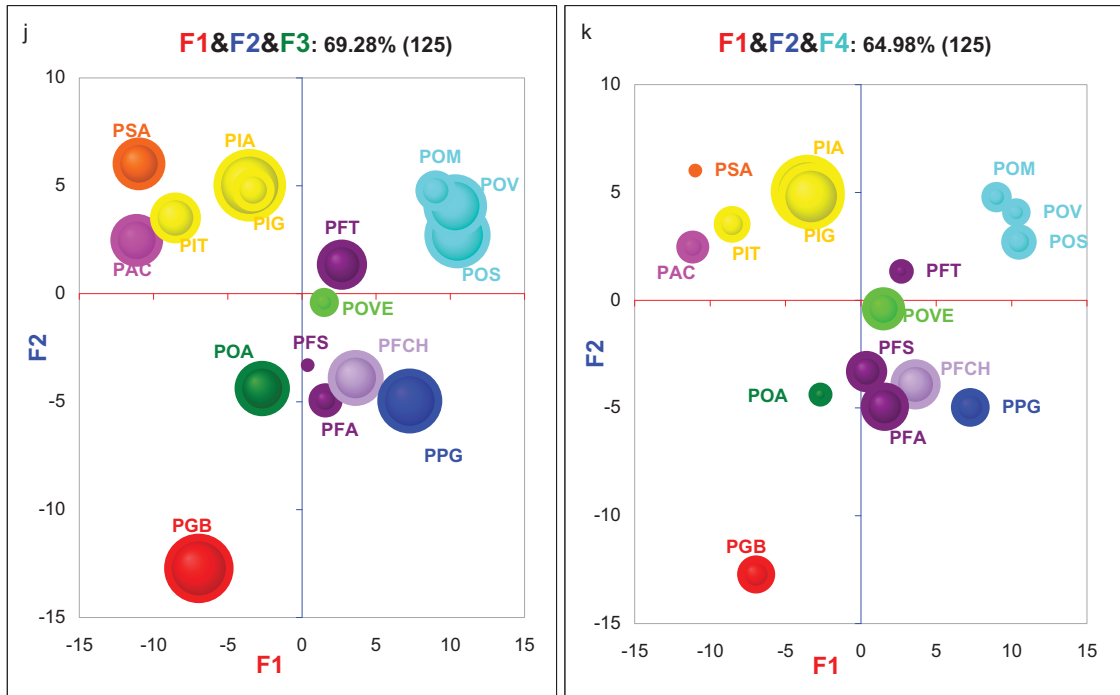 j
F1&F2&F3: 69.28% (125)
10
PSA
PIA
POM
POV
5
PIG
PIT
PAC
PFT
POS
0
POVE
F2
PFS
PFCH
POA
-5
PFA
PPG
-10
PGB
-15
-15 -10 -5 0 5 10 15
F1
k
F1&F2&F4: 64.98% (125)
10
PIA
PSA
POM
5
POV
PIG
PIT
POS
PAC
PFT
0
POVE
F2
PFS
PFCH
POA
PPG
-5
PFA
-10
PGB
-15
-15 -10 -5 0 5 10 15
F1